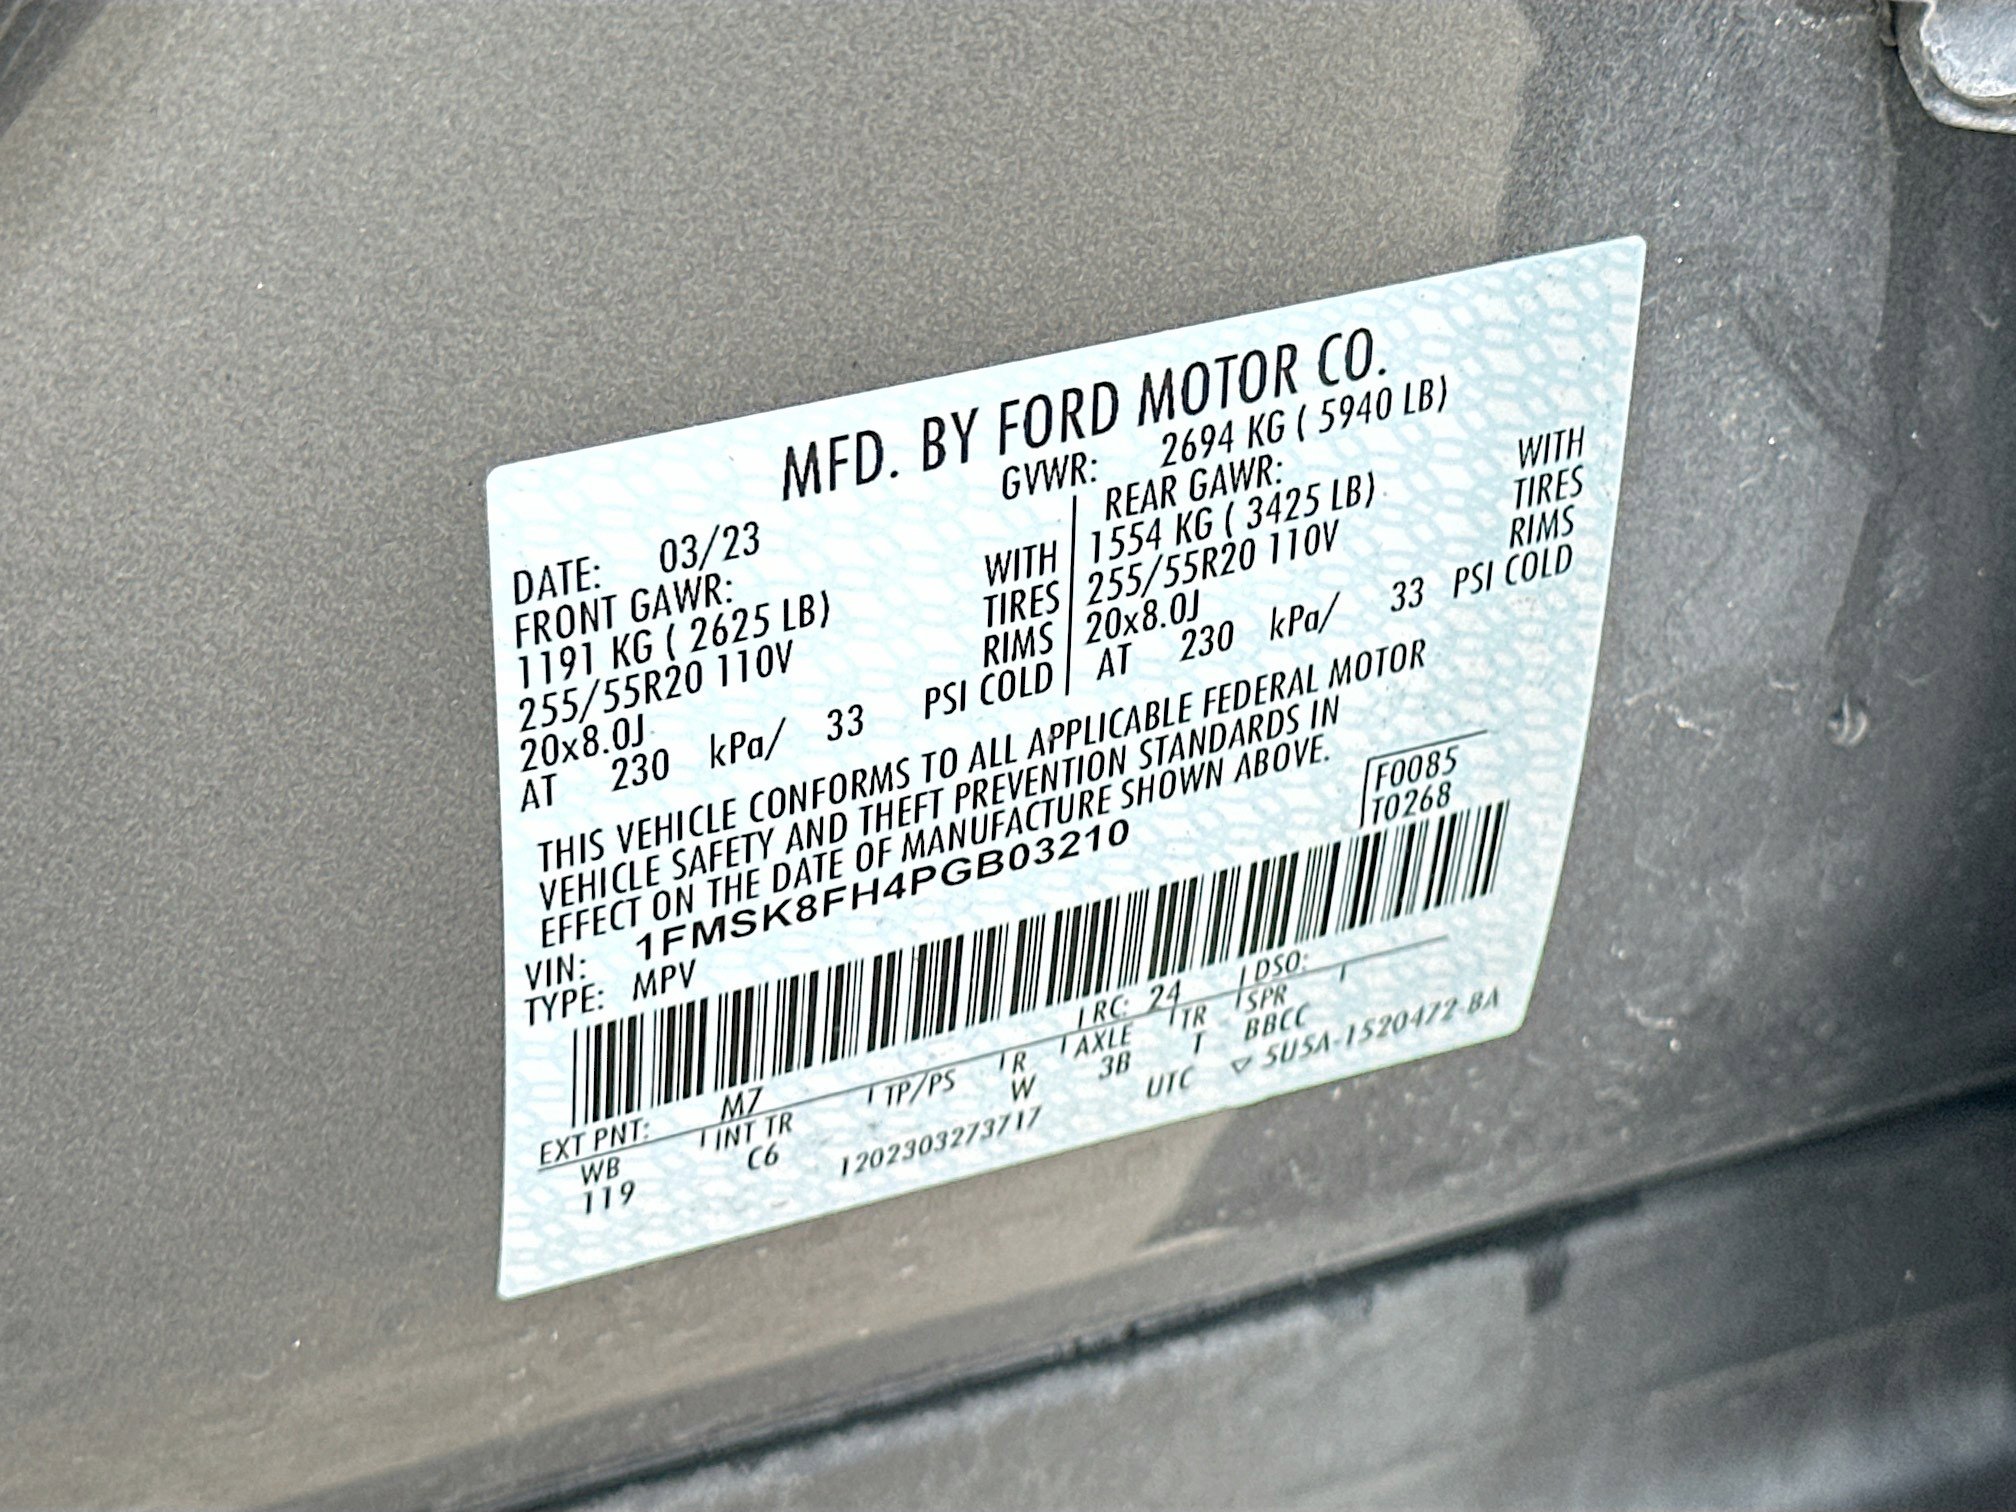 MFD. BY FORD MOTOR CO.
DATE: 03/23 GVWR: 2694 KG ( 5940 LB)
FRONT GAWR: REAR GAWR:
1191 KG ( 2625 LB) WITH 1554 KG ( 3425 LB) WITH
255/55R20 110V TIRES 255/55R20 110V TIRES
20x8.0J RIMS 20x8.0J RIMS
AT 230 kPa/ 33 PSI COLD AT 230 kPa/ 33 PSI COLD
THIS VEHICLE CONFORMS TO ALL APPLICABLE FEDERAL MOTOR
VEHICLE SAFETY AND THEFT PREVENTION STANDARDS IN
EFFECT ON THE DATE OF MANUFACTURE SHOWN ABOVE.
F0085
T0268
VIN: 1FMSK8FH4PGB03210
TYPE: MPV
EXT PNT: M7 RC: 24 DSO:
WB INT TR TP/PS R AXLE TR SPR
119 C6 W 3B T BBCC
1202303273717 UTC ▽ 5U5A-1520472-BA